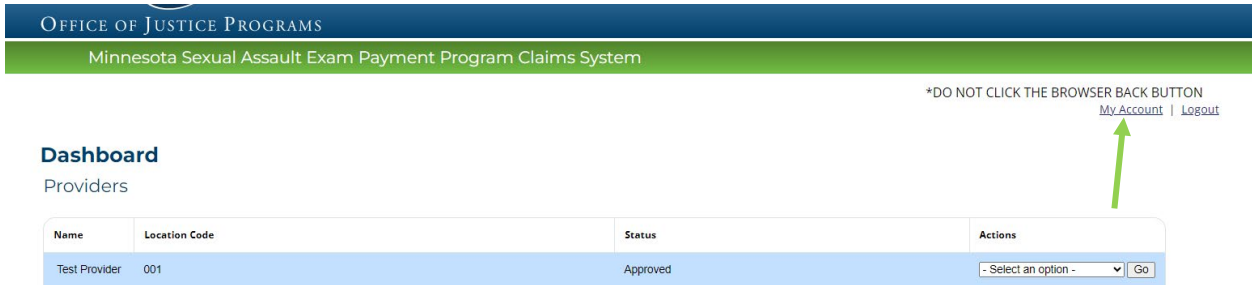 OFFICE OF JUSTICE PROGRAMS
Minnesota Sexual Assault Exam Payment Program Claims System
*DO NOT CLICK THE BROWSER BACK BUTTON
My Account | Logout
Dashboard
Providers
Name Location Code Status Actions
Test Provider 001 Approved - Select an option - Go